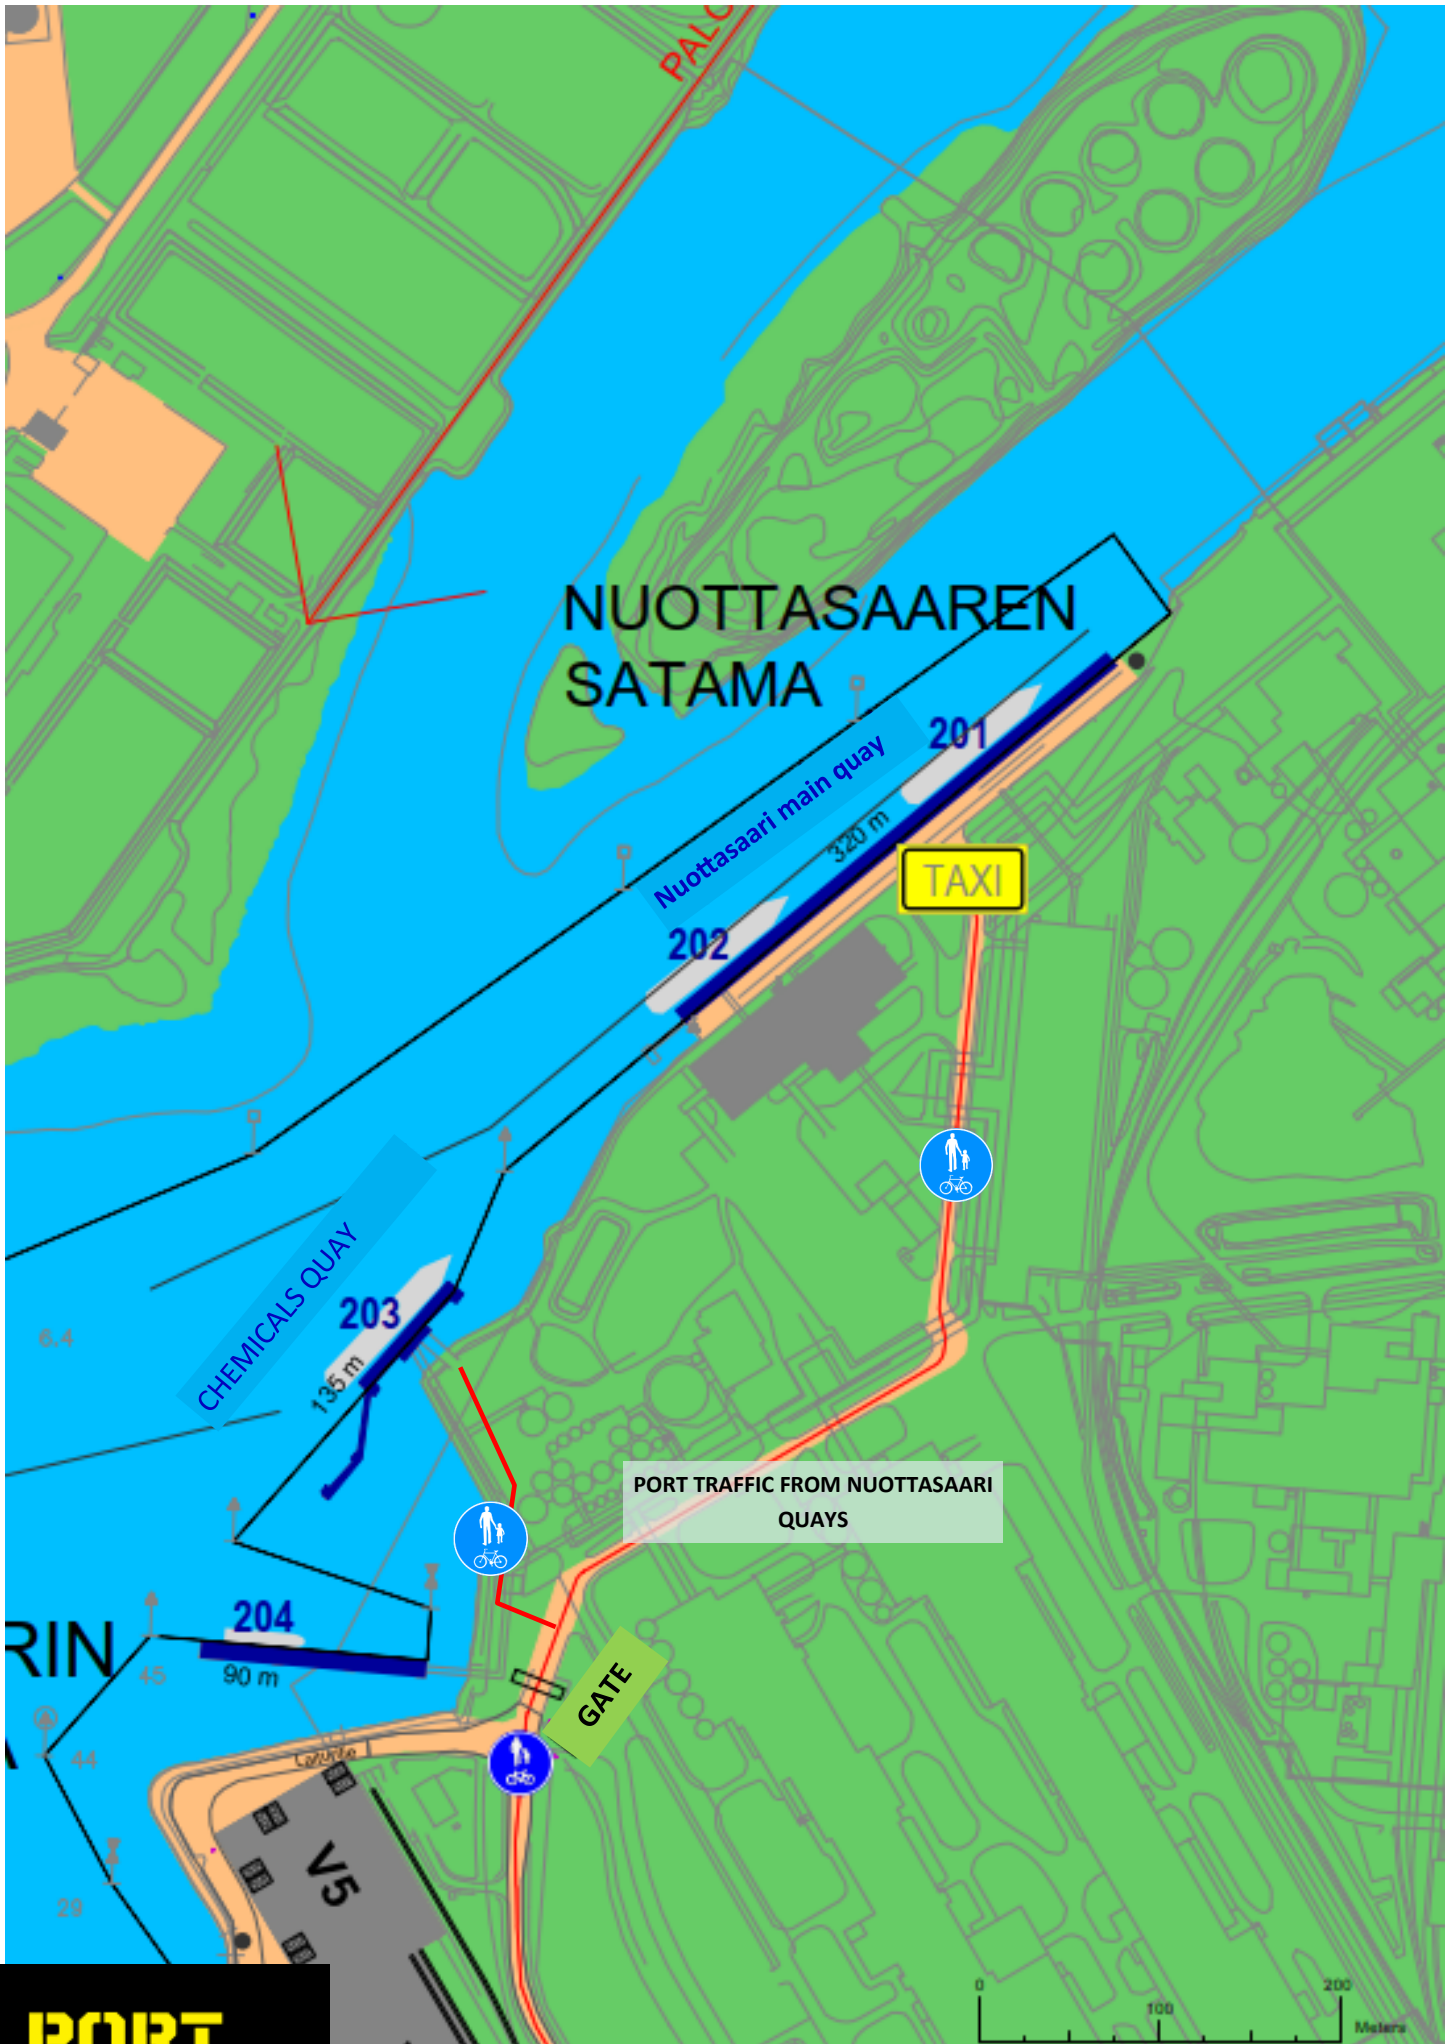 PALO
NUOTTASAAREN
SATAMA
201
Nuottasaari main quay
320 m
TAXI
202
CHEMICALS QUAY
203
135 m
6,4
PORT TRAFFIC FROM NUOTTASAARI
QUAYS
204
RIN
90 m
45
GATE
44
A
V5
29
0
200
100
Meters
PORT